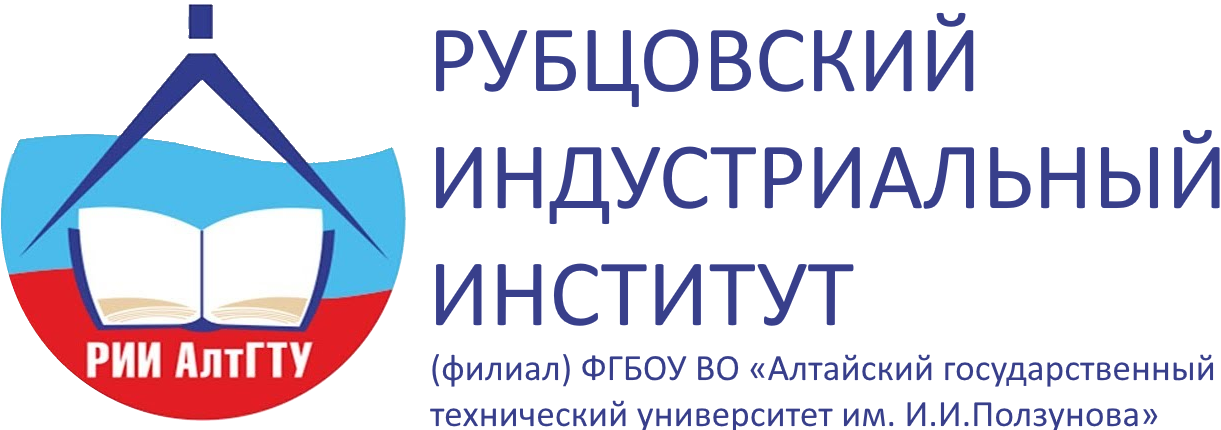 РУБЦОВСКИЙ
ИНДУСТРИАЛЬНЫЙ
ИНСТИТУТ
(филиал) ФГБОУ ВО «Алтайский государственный
технический университет им. И.И.Ползунова»
РИИ АлтГТУ